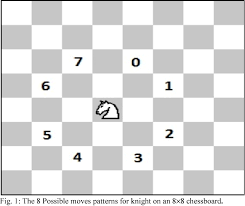 7 0
6 1
5 2
4 3
Fig. 1: The 8 Possible moves patterns for knight on an 8×8 chessboard.